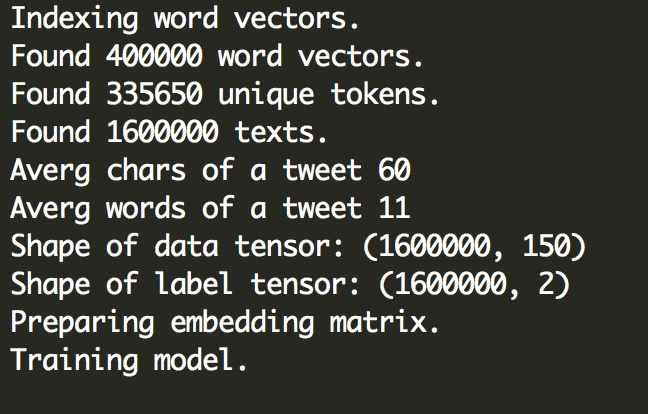 Indexing word vectors.
Found 400000 word vectors.
Found 335650 unique tokens.
Found 1600000 texts.
Averg chars of a tweet 60
Averg words of a tweet 11
Shape of data tensor: (1600000, 150)
Shape of label tensor: (1600000, 2)
Preparing embedding matrix.
Training model.